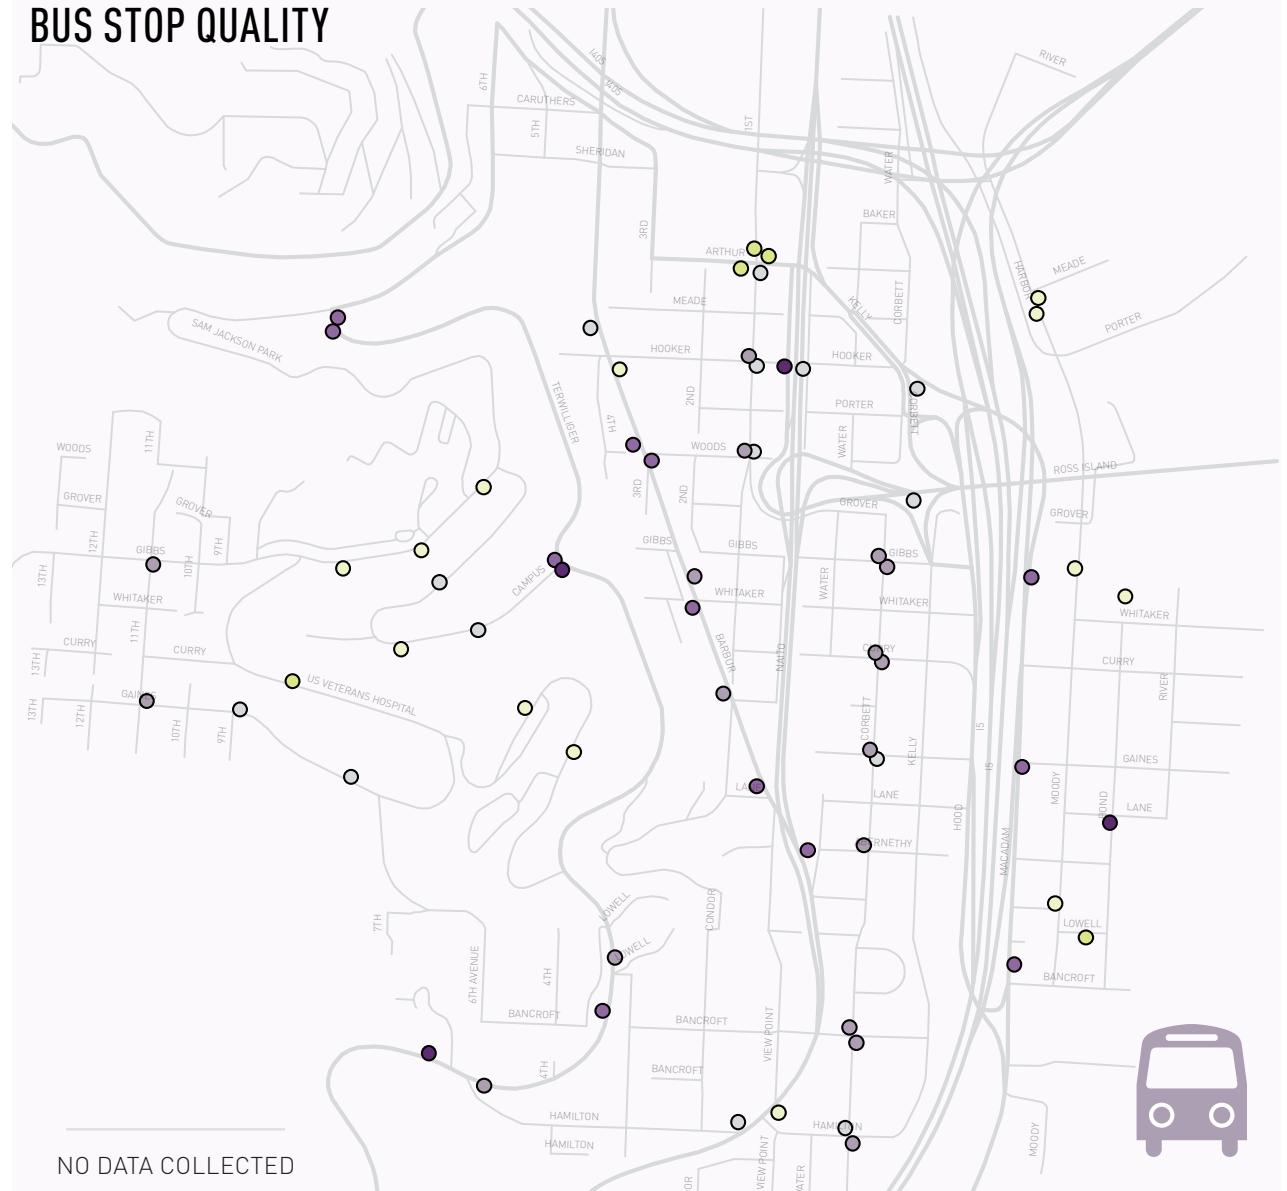 BUS STOP QUALITY
RIVER
I405
I405
6TH
CARUTHERS
5TH
1ST
SHERIDAN
WATER
BAKER
3RD
ARTHUR
MEADE
HARBOR
MEADE
CORBETT
KELLY
PORTER
SAM JACKSON PARK
HOOKER
HOOKER
TERWILLIGER
2ND
PORTER
4TH
11TH
WOODS
WOODS
WATER
ROSS ISLAND
GROVER
GROVER
3RD
2ND
GROVER
GROVER
12TH
GIBBS
9TH
10TH
GIBBS
GIBBS
GIBBS
13TH
CAMPUS
WHITAKER
WATER
WHITAKER
WHITAKER
WHITAKER
11TH
CURRY
CURRY
13TH
BARBUR
NAITO
CURRY
CURRY
RIVER
US VETERANS HOSPITAL
GAINES
13TH
12TH
10TH
9TH
CORBETT
KELLY
I5
I5
GAINES
MOODY
LANE
LANE
BOND
LANE
HOOD
MACADAM
ABERNETHY
7TH
LOWELL
CONDOR
LOWELL
LOWELL
6TH AVENUE
4TH
BANCROFT
BANCROFT
BANCROFT
VIEW POINT
4TH
BANCROFT
HAMILTON
HAMILTON
HAMILTON
MOODY
VIEW POINT
NO DATA COLLECTED